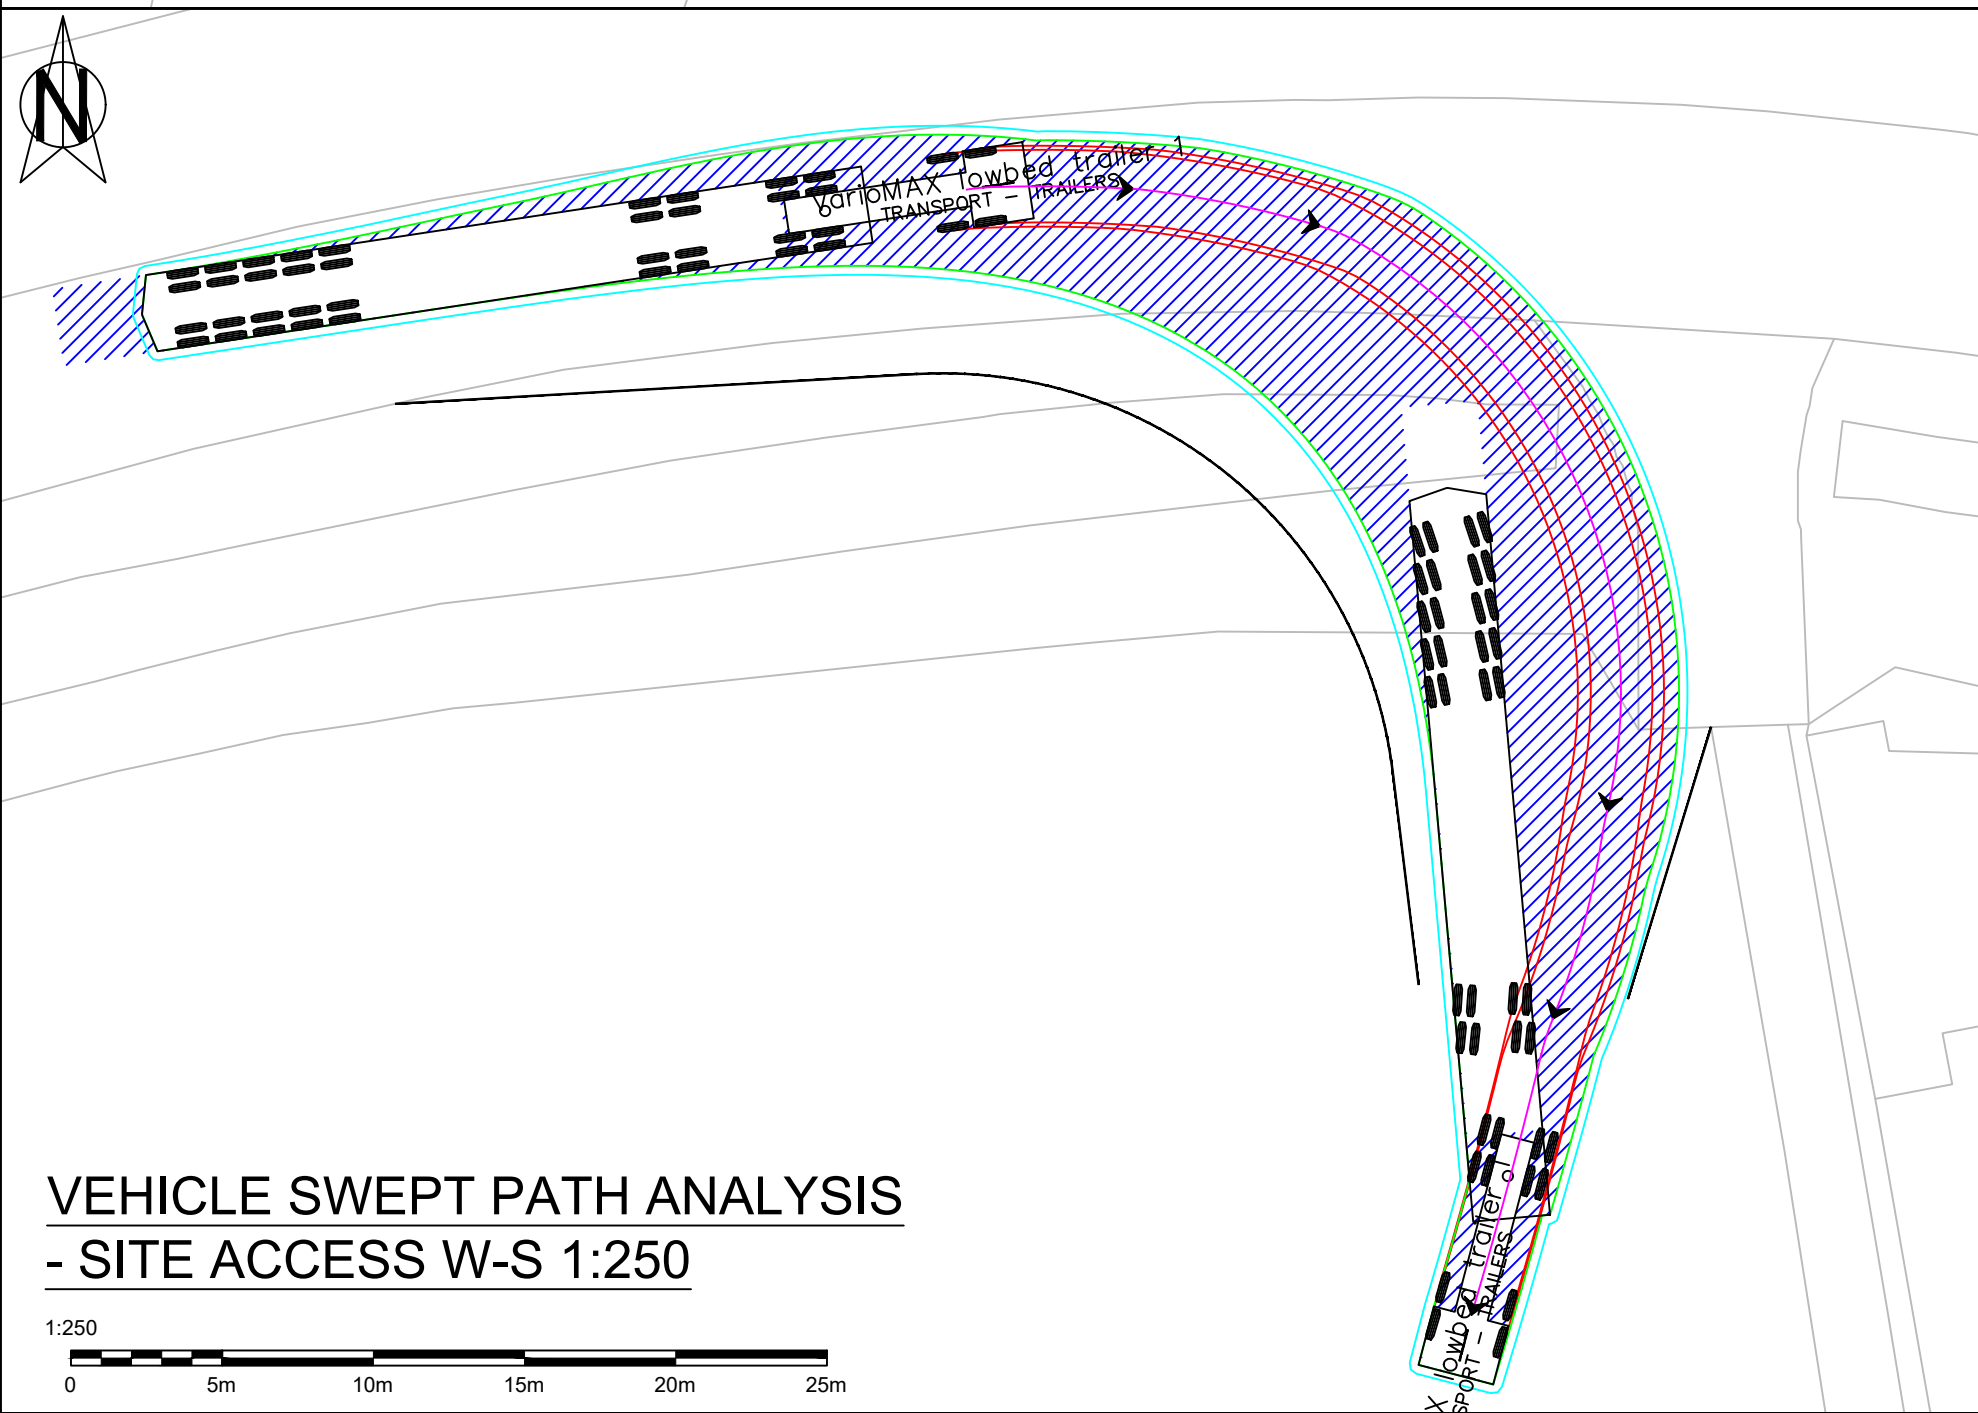 N
VarioMAX lowbed trailer 1
TRANSPORT - TRAILERS
X lowbed trailer
SPORT - TRAILERS
VEHICLE SWEPT PATH ANALYSIS
- SITE ACCESS W-S 1:250
1:250
0 5m 10m 15m 20m 25m